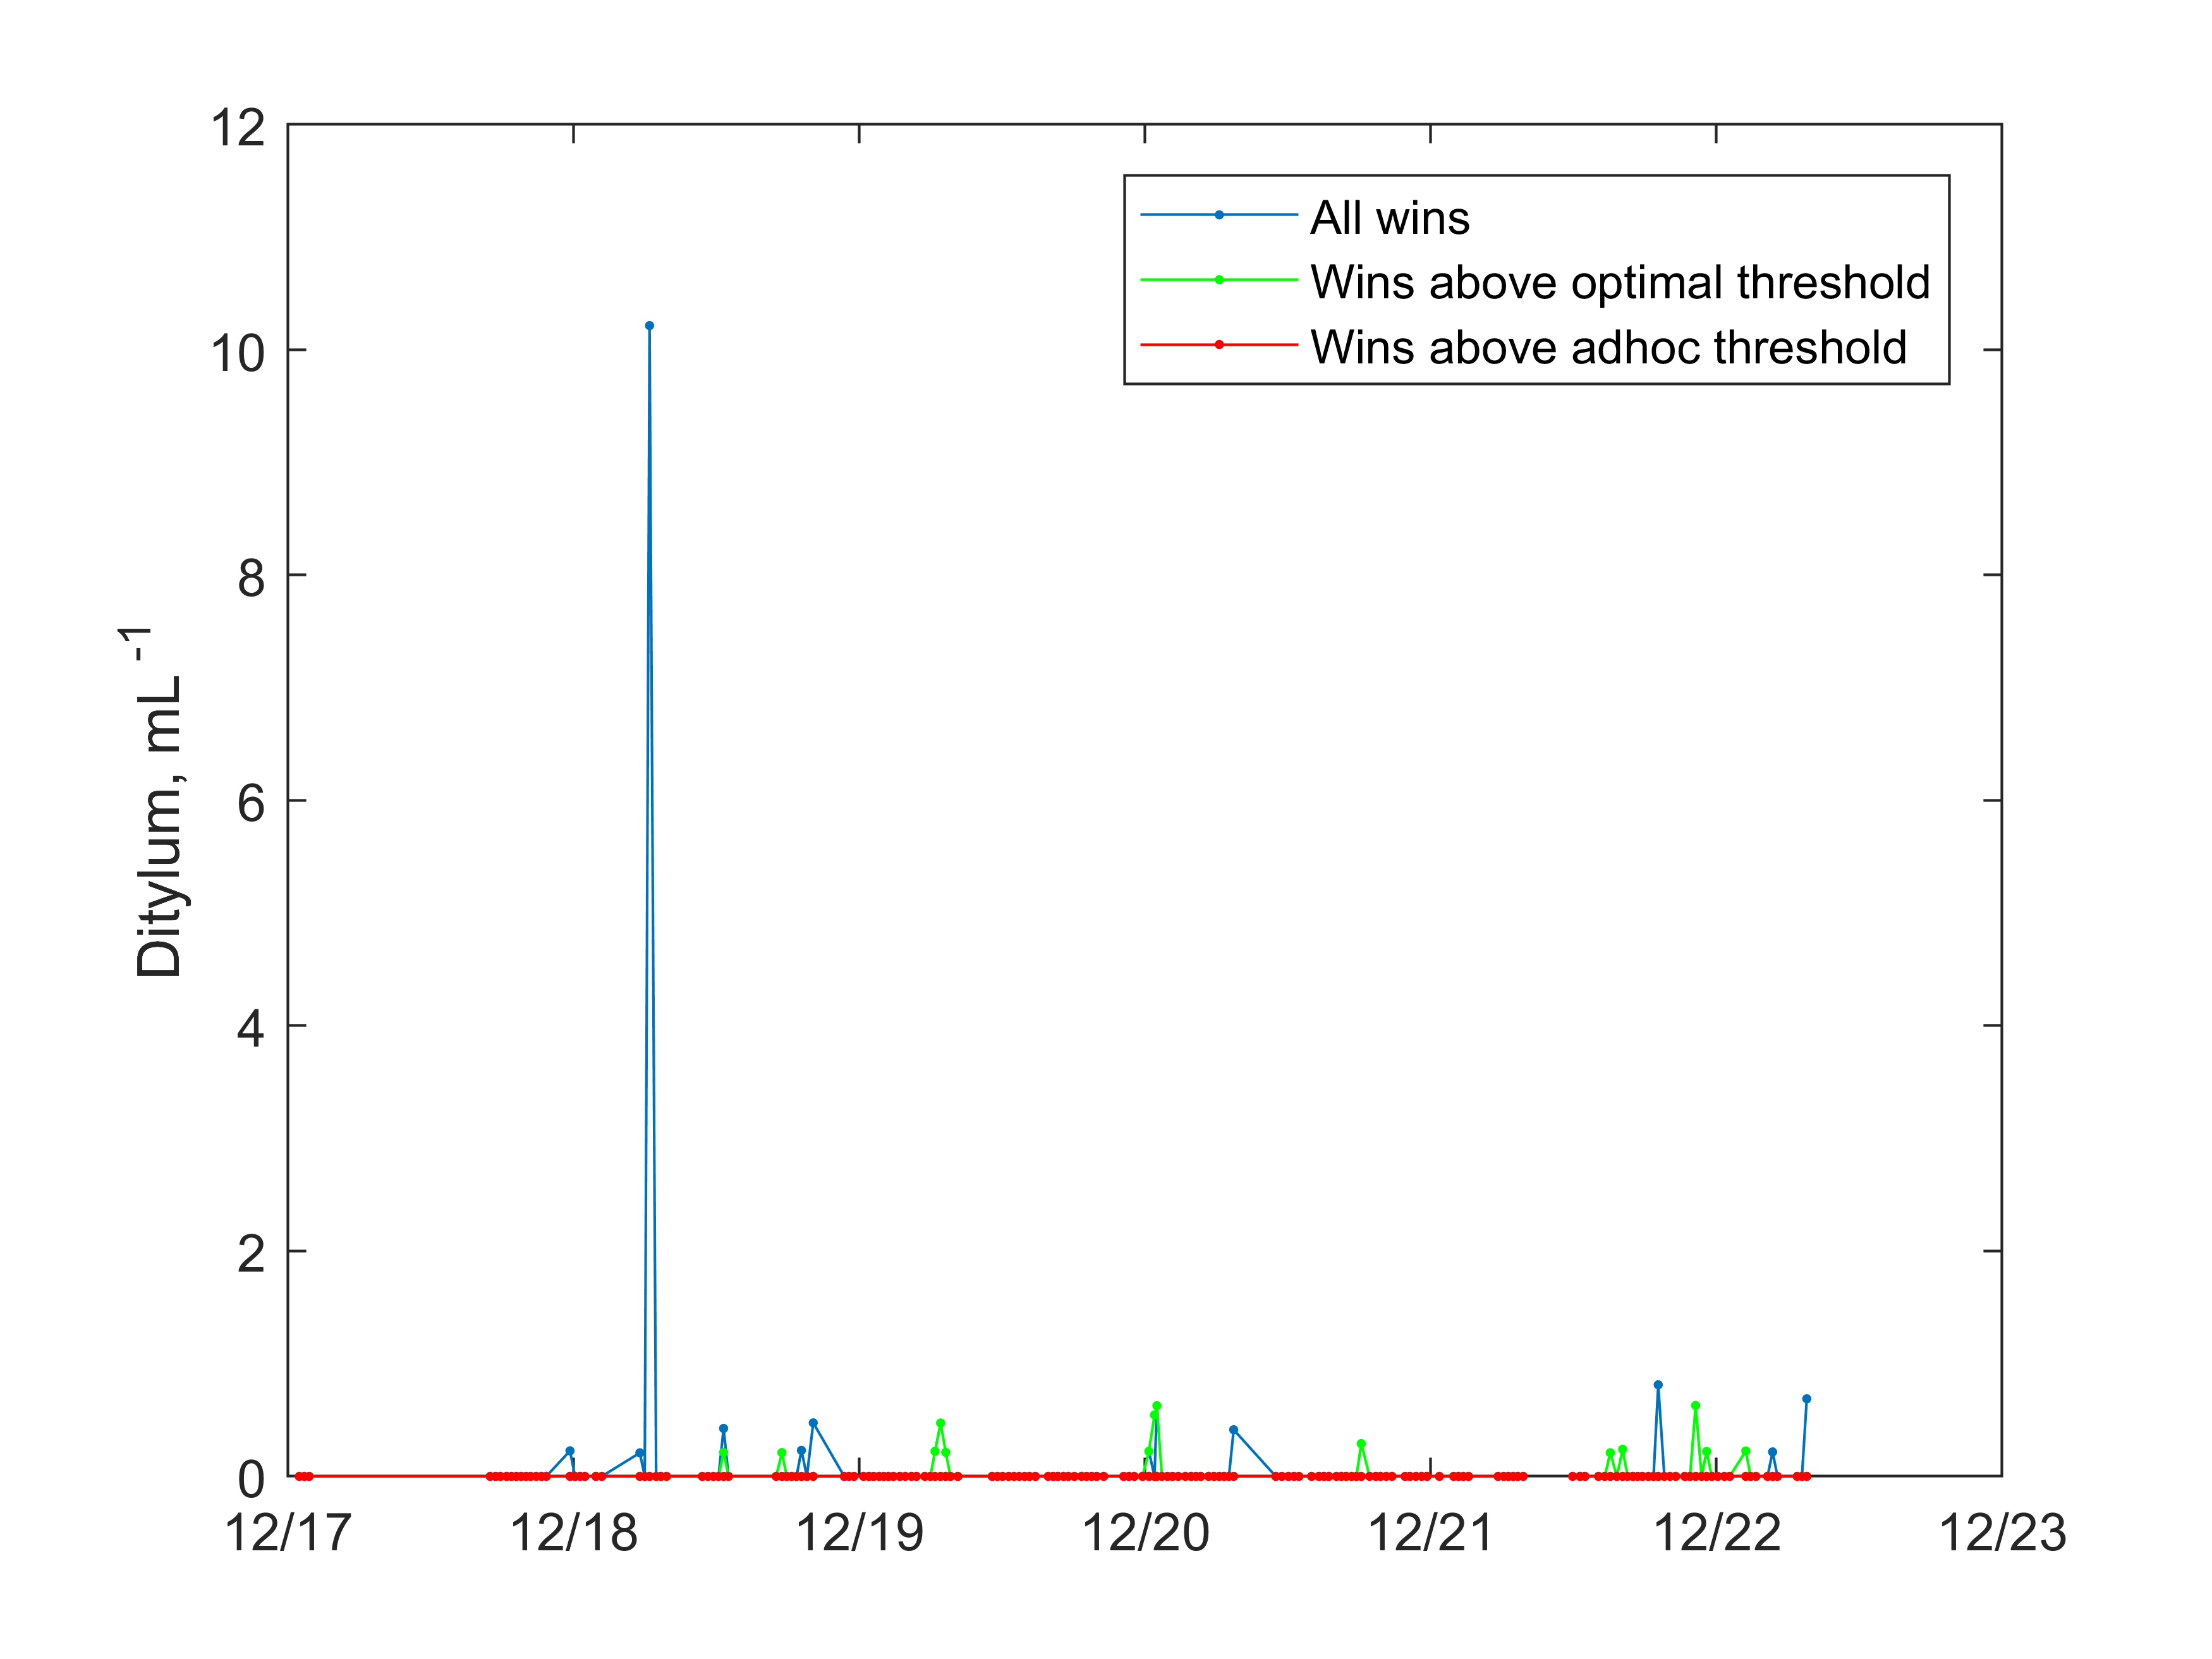 12
10
8
6
4
2
0
Ditylum, mL-1
All wins
Wins above optimal threshold
Wins above adhoc threshold
12/17 12/18 12/19 12/20 12/21 12/22 12/23